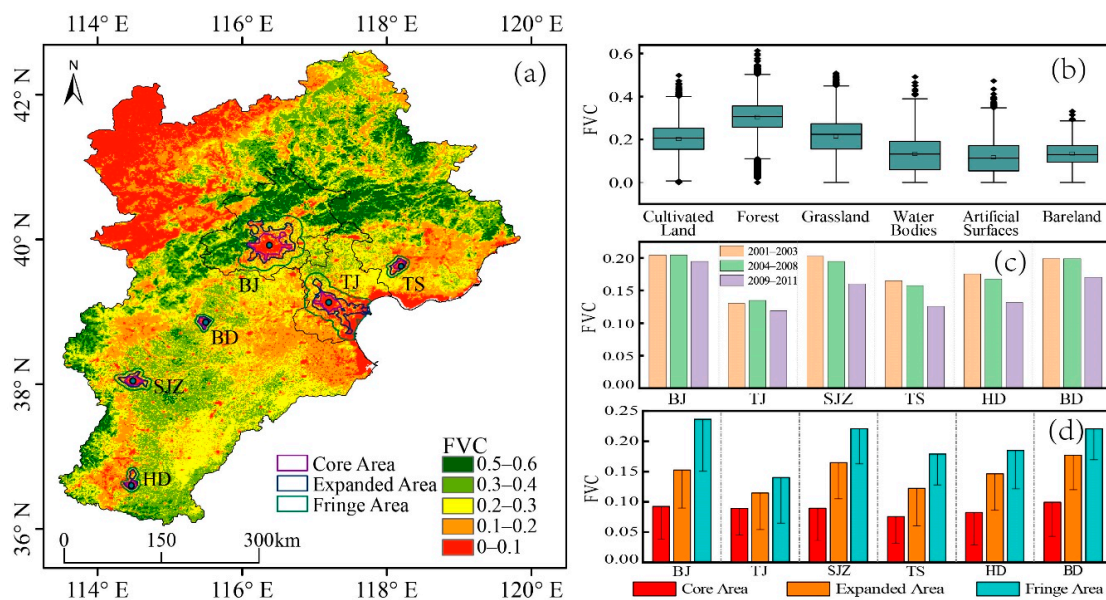 114° E 116° E 118° E 120° E
(a)
N
42° N
40° N
38° N
36° N
BJ
TJ
TS
BD
SJZ
HD
Core Area
Expanded Area
Fringe Area
FVC
0.5–0.6
0.3–0.4
0.2–0.3
0.1–0.2
0–0.1
0 150 300km
114° E 116° E 118° E 120° E
(b)
FVC
0.6
0.4
0.2
0.0
Cultivated Land
Forest
Grassland
Water Bodies
Artificial Surfaces
Bareland
(c)
2001–2003
2004–2008
2009–2011
FVC
0.20
0.15
0.10
0.05
0.00
BJ TJ SJZ TS HD BD
(d)
FVC
0.25
0.20
0.15
0.10
0.05
0.00
BJ TJ SJZ TS HD BD
Core Area Expanded Area Fringe Area